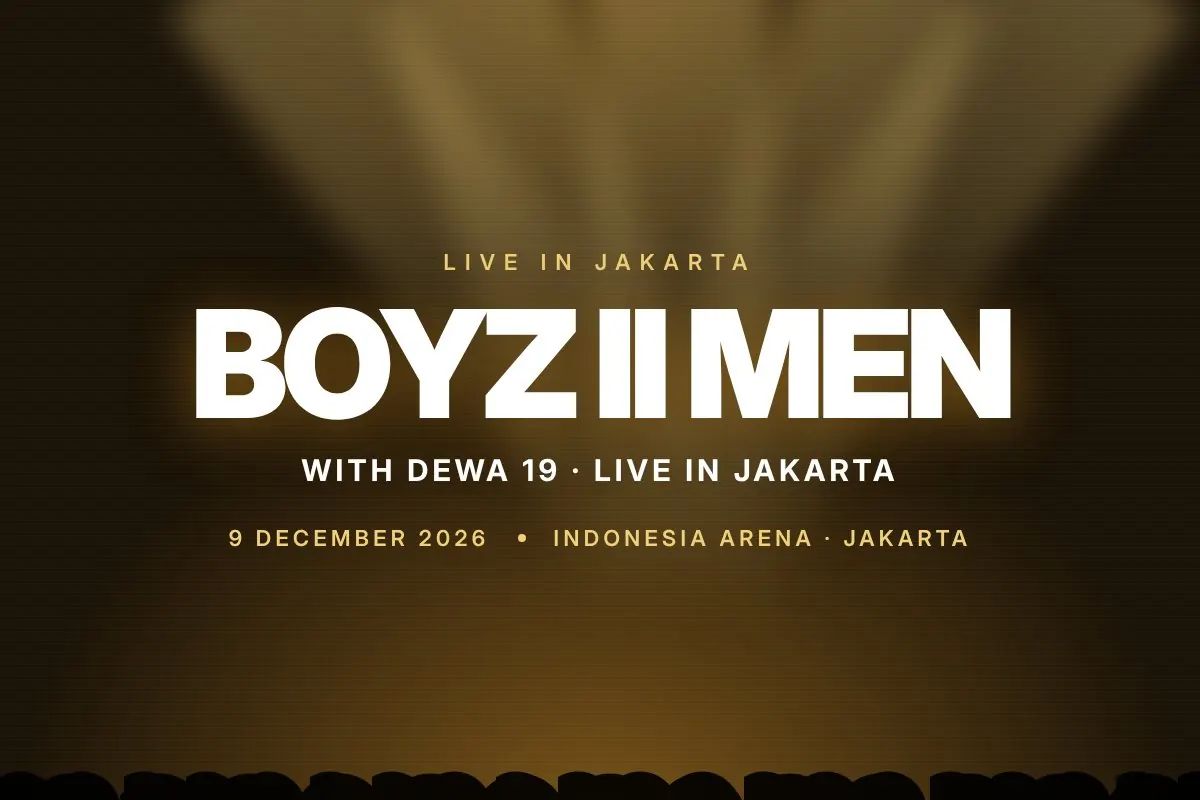 LIVE IN JAKARTA
BOYZ II MEN
WITH DEWA 19 · LIVE IN JAKARTA
9 DECEMBER 2026 • INDONESIA ARENA · JAKARTA